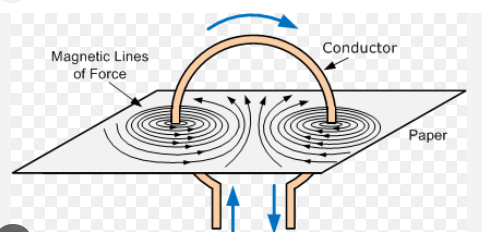 Magnetic Lines
of Force
Conductor
Paper